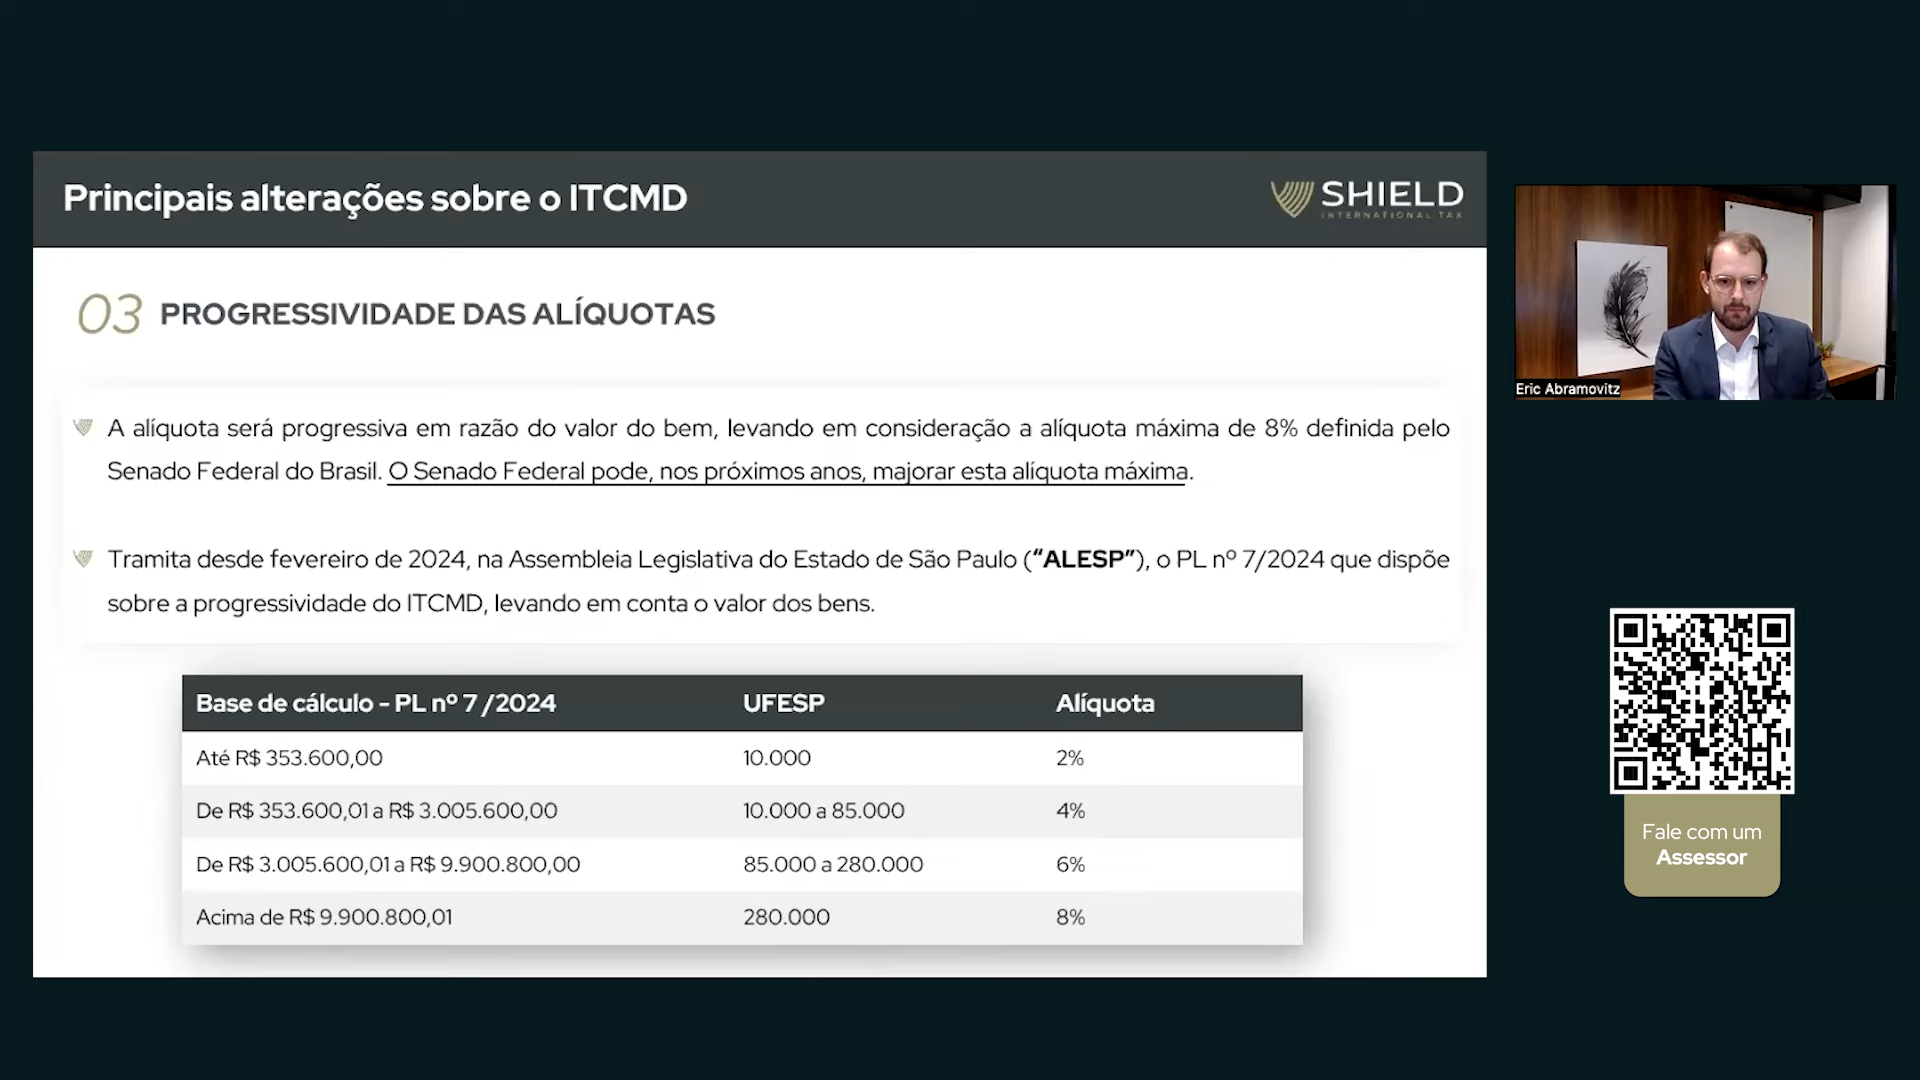 Principais alterações sobre o ITCMD
SHIELD
INTERNATIONAL TAX
03 PROGRESSIVIDADE DAS ALÍQUOTAS
A alíquota será progressiva em razão do valor do bem, levando em consideração a alíquota máxima de 8% definida pelo
Senado Federal do Brasil. O Senado Federal pode, nos próximos anos, majorar esta alíquota máxima.
Tramita desde fevereiro de 2024, na Assembleia Legislativa do Estado de São Paulo (“ALESP”), o PL nº 7/2024 que dispõe
sobre a progressividade do ITCMD, levando em conta o valor dos bens.
Base de cálculo - PL nº 7 /2024 UFESP Alíquota
Até R$ 353.600,00 10.000 2%
De R$ 353.600,01 a R$ 3.005.600,00 10.000 a 85.000 4%
De R$ 3.005.600,01 a R$ 9.900.800,00 85.000 a 280.000 6%
Acima de R$ 9.900.800,01 280.000 8%
Eric Abramovitz
Fale com um
Assessor